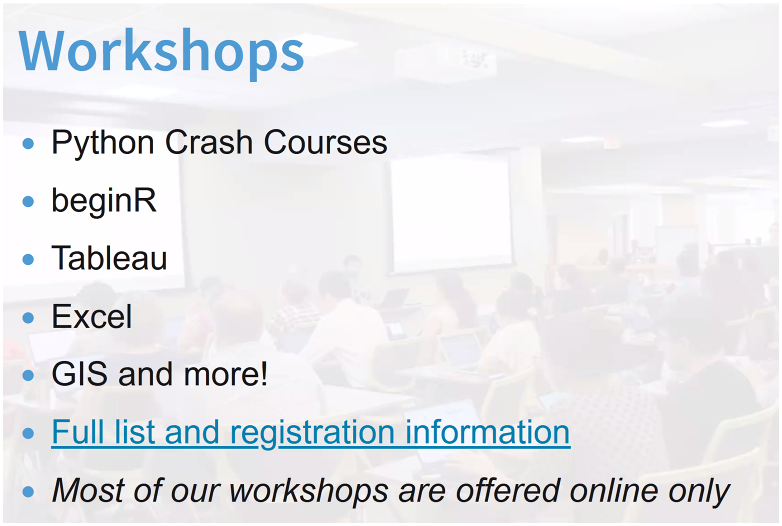 Workshops
Python Crash Courses
beginR
Tableau
Excel
GIS and more!
Full list and registration information
Most of our workshops are offered online only